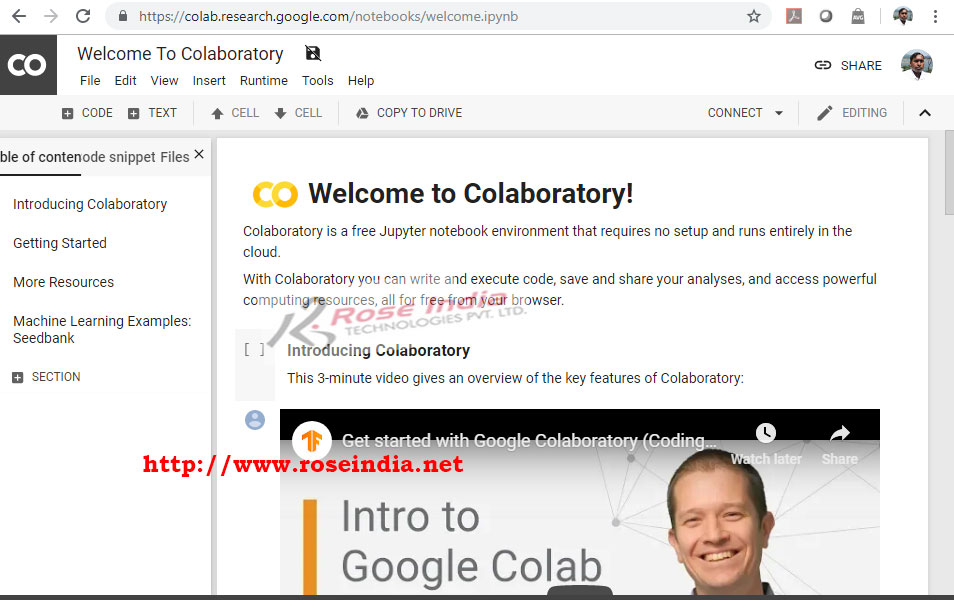 https://colab.research.google.com/notebooks/welcome.ipynb
AVG
CO
Welcome To Colaboratory
SHARE
File Edit View Insert Runtime Tools Help
CODE TEXT CELL CELL COPY TO DRIVE CONNECT EDITING
ble of conten ode snippet Files
Introducing Colaboratory
Getting Started
More Resources
Machine Learning Examples:
Seedbank
SECTION
CO Welcome to Colaboratory!
Colaboratory is a free Jupyter notebook environment that requires no setup and runs entirely in the
cloud.
With Colaboratory you can write and execute code, save and share your analyses, and access powerful
computing resources, all for free from your browser.
R. Rose India
TECHNOLOGIES PVT. LTD.
[ ] Introducing Colaboratory
This 3-minute video gives an overview of the key features of Colaboratory:
Get started with Google Colaboratory (Coding...
Watch later Share
http://www.roseindia.net
Intro to
Google Colab